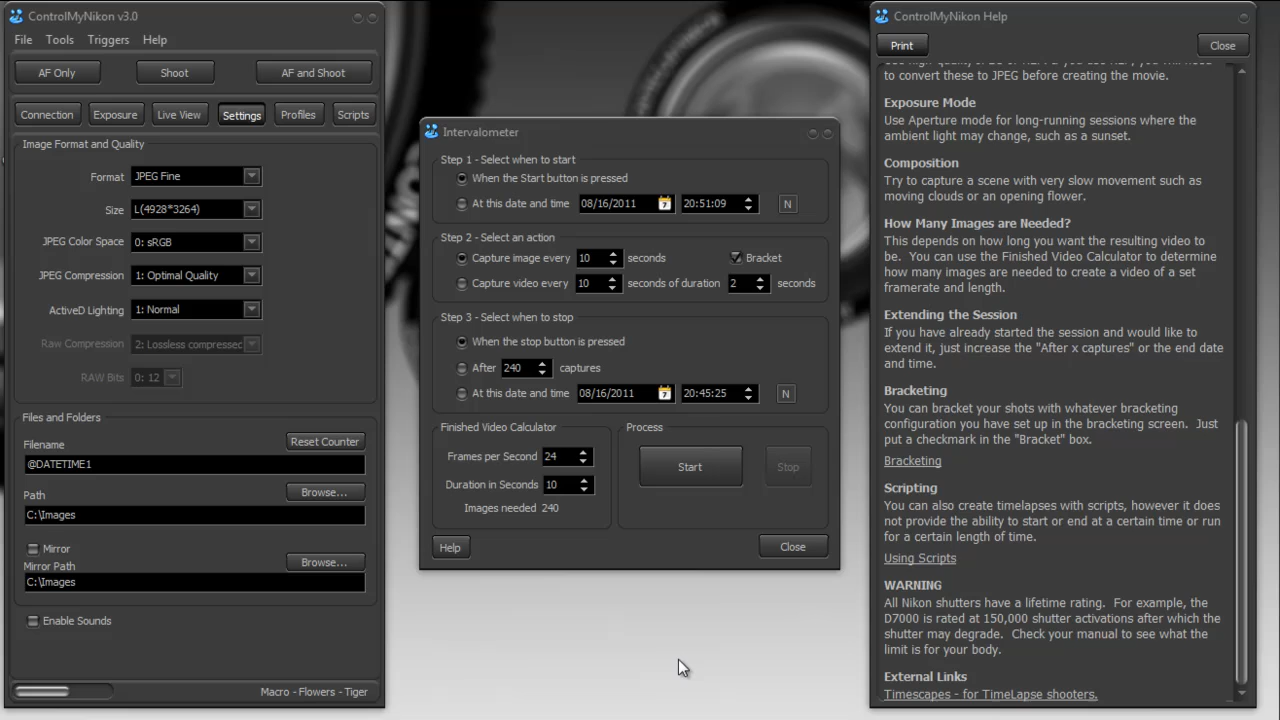 ControlMyNikon v3.0
File Tools Triggers Help
AF Only Shoot AF and Shoot
Connection Exposure Live View Settings Profiles Scripts
Image Format and Quality
Format JPEG Fine
Size L(4928*3264)
JPEG Color Space 0: sRGB
JPEG Compression 1: Optimal Quality
ActiveD Lighting 1: Normal
Raw Compression 2: Lossless compressec
RAW Bits 0: 12
Files and Folders
Filename Reset Counter
@DATETIME1
Path Browse...
C:\Images
Mirror
Mirror Path Browse...
C:\Images
Enable Sounds
Macro - Flowers - Tiger
Intervalometer
Step 1 - Select when to start
When the Start button is pressed
At this date and time 08/16/2011 7 20:51:09 N
Step 2 - Select an action
Capture image every 10 seconds Bracket
Capture video every 10 seconds of duration 2 seconds
Step 3 - Select when to stop
When the stop button is pressed
After 240 captures
At this date and time 08/16/2011 7 20:45:25 N
Finished Video Calculator
Frames per Second 24
Duration in Seconds 10
Images needed 240
Process
Start Stop
Help Close
ControlMyNikon Help
Print Close
to convert these to JPEG before creating the movie.
Exposure Mode
Use Aperture mode for long-running sessions where the
ambient light may change, such as a sunset.
Composition
Try to capture a scene with very slow movement such as
moving clouds or an opening flower.
How Many Images are Needed?
This depends on how long you want the resulting video to
be. You can use the Finished Video Calculator to determine
how many images are needed to create a video of a set
framerate and length.
Extending the Session
If you have already started the session and would like to
extend it, just increase the "After x captures" or the end date
and time.
Bracketing
You can bracket your shots with whatever bracketing
configuration you have set up in the bracketing screen. Just
put a checkmark in the "Bracket" box.
Bracketing
Scripting
You can also create timelapses with scripts, however it does
not provide the ability to start or end at a certain time or run
for a certain length of time.
Using Scripts
WARNING
All Nikon shutters have a lifetime rating. For example, the
D7000 is rated at 150,000 shutter activations after which the
shutter may degrade. Check your manual to see what the
limit is for your body.
External Links
Timescapes - for TimeLapse shooters.